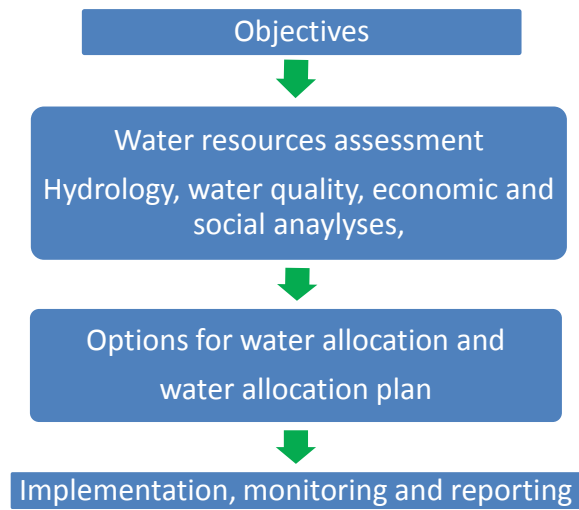 Objectives
Water resources assessment
Hydrology, water quality, economic and
social anaylyses,
Options for water allocation and
water allocation plan
Implementation, monitoring and reporting